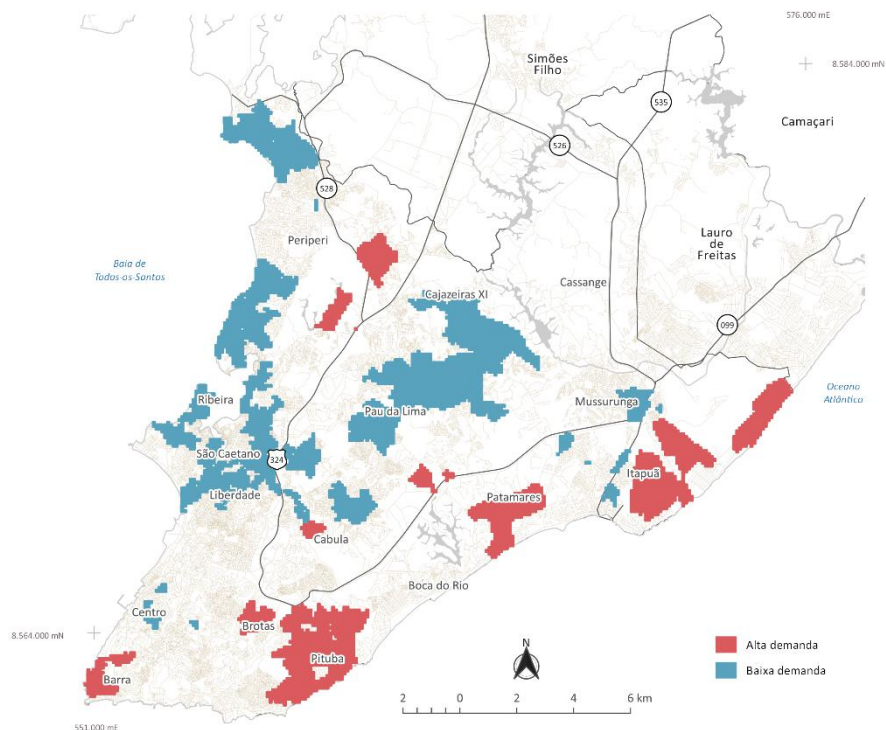 576.000 mE
8.584.000 mN
Simões
Filho
535
Camaçari
526
528
Periperi
Lauro
de
Freitas
Baía de
Todos-os-Santos
Cassange
Cajazeiras XI
099
Oceano
Atlântico
Ribeira
Mussurunga
Pau da Lima
São Caetano
324
Itapuã
Liberdade
Patamares
Cabula
Boca do Rio
Centro
8.564.000 mN
Brotas
N
Alta demanda
Pituba
Baixa demanda
Barra
2 0 2 4 6 km
551.000 mE